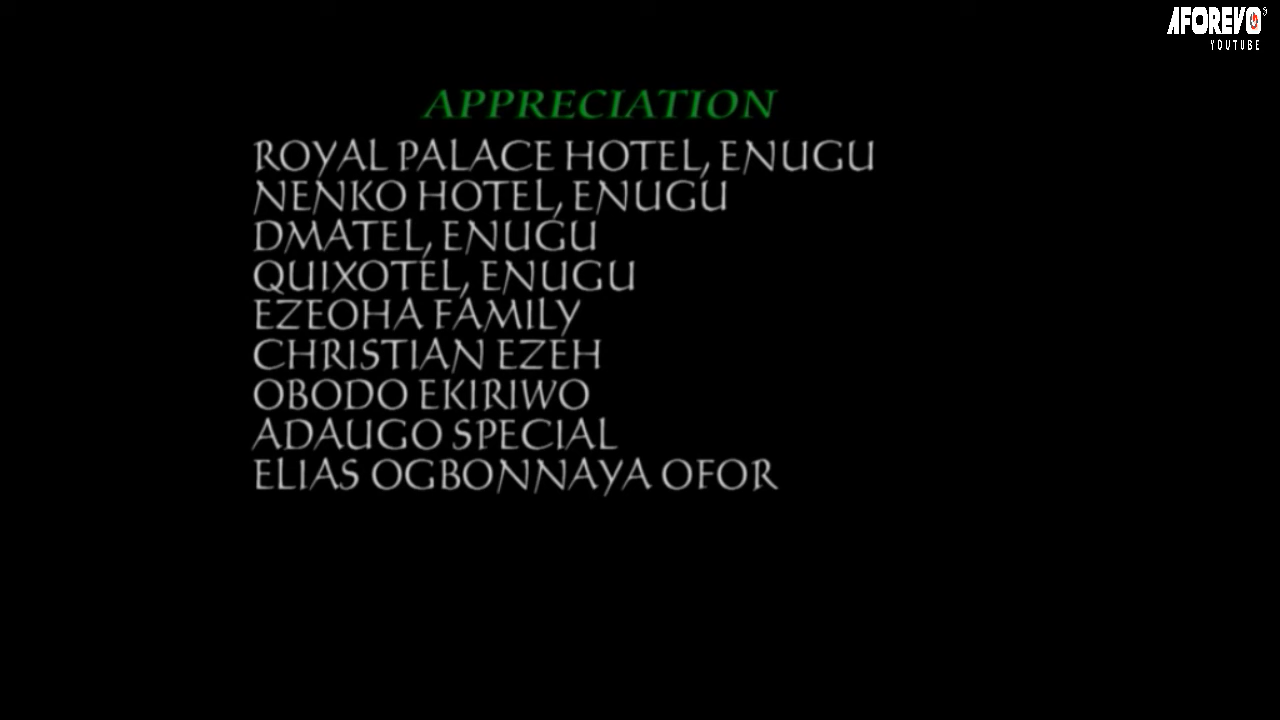 AFOREVO
YOUTUBE
APPRECIATION
ROYAL PALACE HOTEL, ENUGU
NENKO HOTEL, ENUGU
DMATEL, ENUGU
QUIXOTEL, ENUGU
EZEOHA FAMILY
CHRISTIAN EZEH
OBODO EKIRIWO
ADAUGO SPECIAL
ELIAS OGBONNAYA OFOR